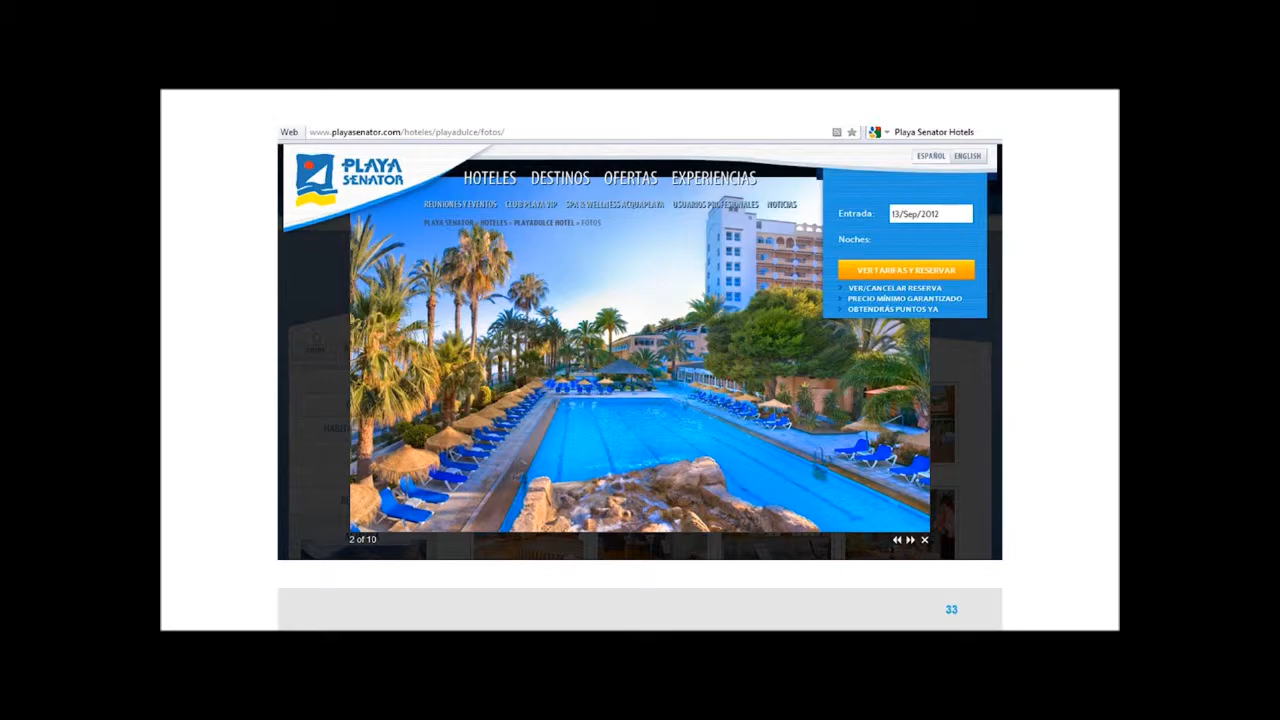 Web www.playasenator.com/hoteles/playadulce/fotos/ Playa Senator Hotels
ESPAÑOL ENGLISH
PLAYA
SENATOR
HOTELES DESTINOS OFERTAS EXPERIENCIAS
REUNIONES Y EVENTOS CLUB PLAYA VIP SPA & WELLNESS ACQUAPLAYA USUARIOS PROFESIONALES NOTICIAS
PLAYA SENATOR » HOTELES » PLAYADULCE HOTEL » FOTOS
Entrada: 13/Sep/2012
Noches:
VER TARIFAS Y RESERVAR
VER/CANCELAR RESERVA
PRECIO MÍNIMO GARANTIZADO
OBTENDRÁS PUNTOS YA
2 of 10
33